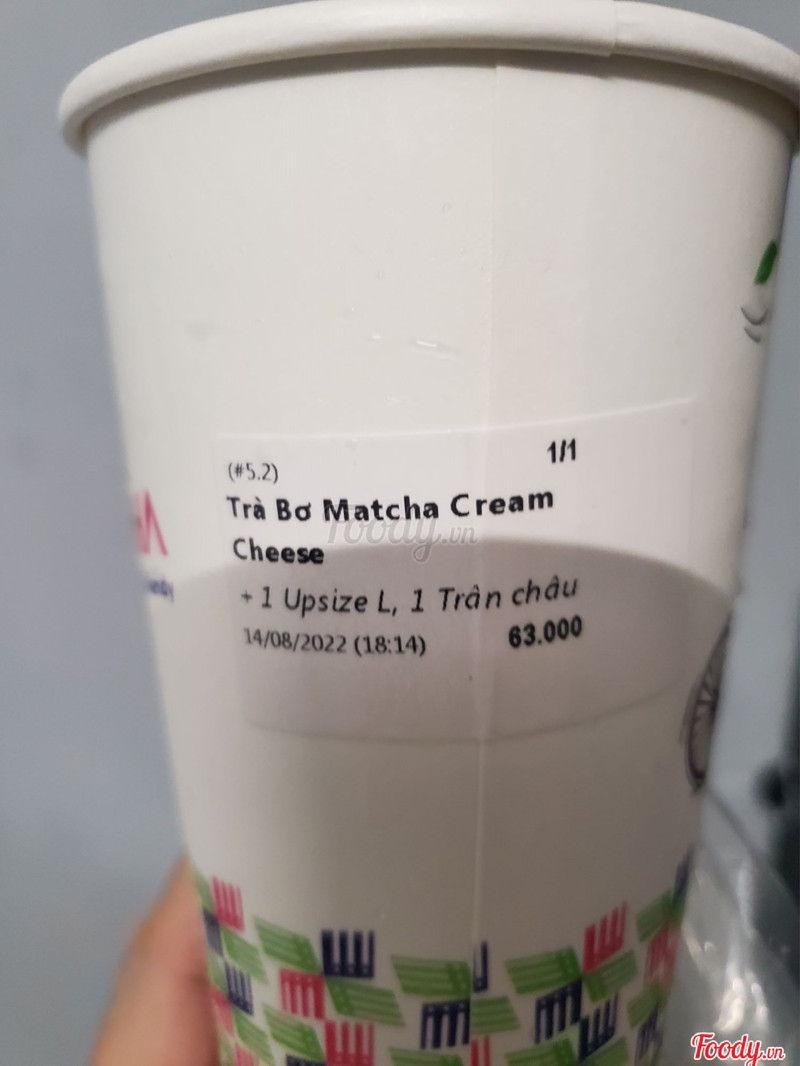 (#5.2) 1/1
Trà Bơ Matcha Cream
Cheese
+ 1 Upsize L, 1 Trân châu
14/08/2022 (18:14) 63.000
Foody.vn
Foody.vn